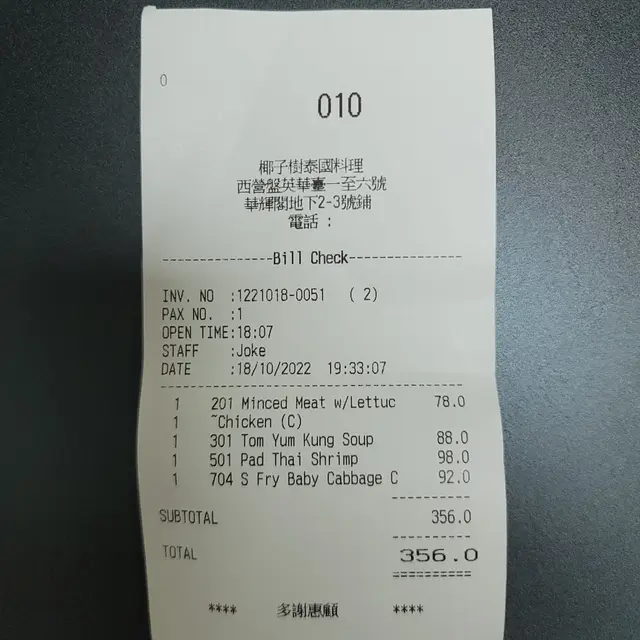 0
010
椰子樹泰國料理
西營盤英華臺一至六號
華輝閣地下2-3號鋪
電話 :
---------------Bill Check---------------
INV. NO :1221018-0051 ( 2)
PAX NO. :1
OPEN TIME:18:07
STAFF :Joke
DATE :18/10/2022 19:33:07
1 201 Minced Meat w/Lettuc 78.0
1 ~Chicken (C)
1 301 Tom Yum Kung Soup 88.0
1 501 Pad Thai Shrimp 98.0
1 704 S Fry Baby Cabbage C 92.0
SUBTOTAL 356.0
TOTAL 356.0
**** 多謝惠顧 ****